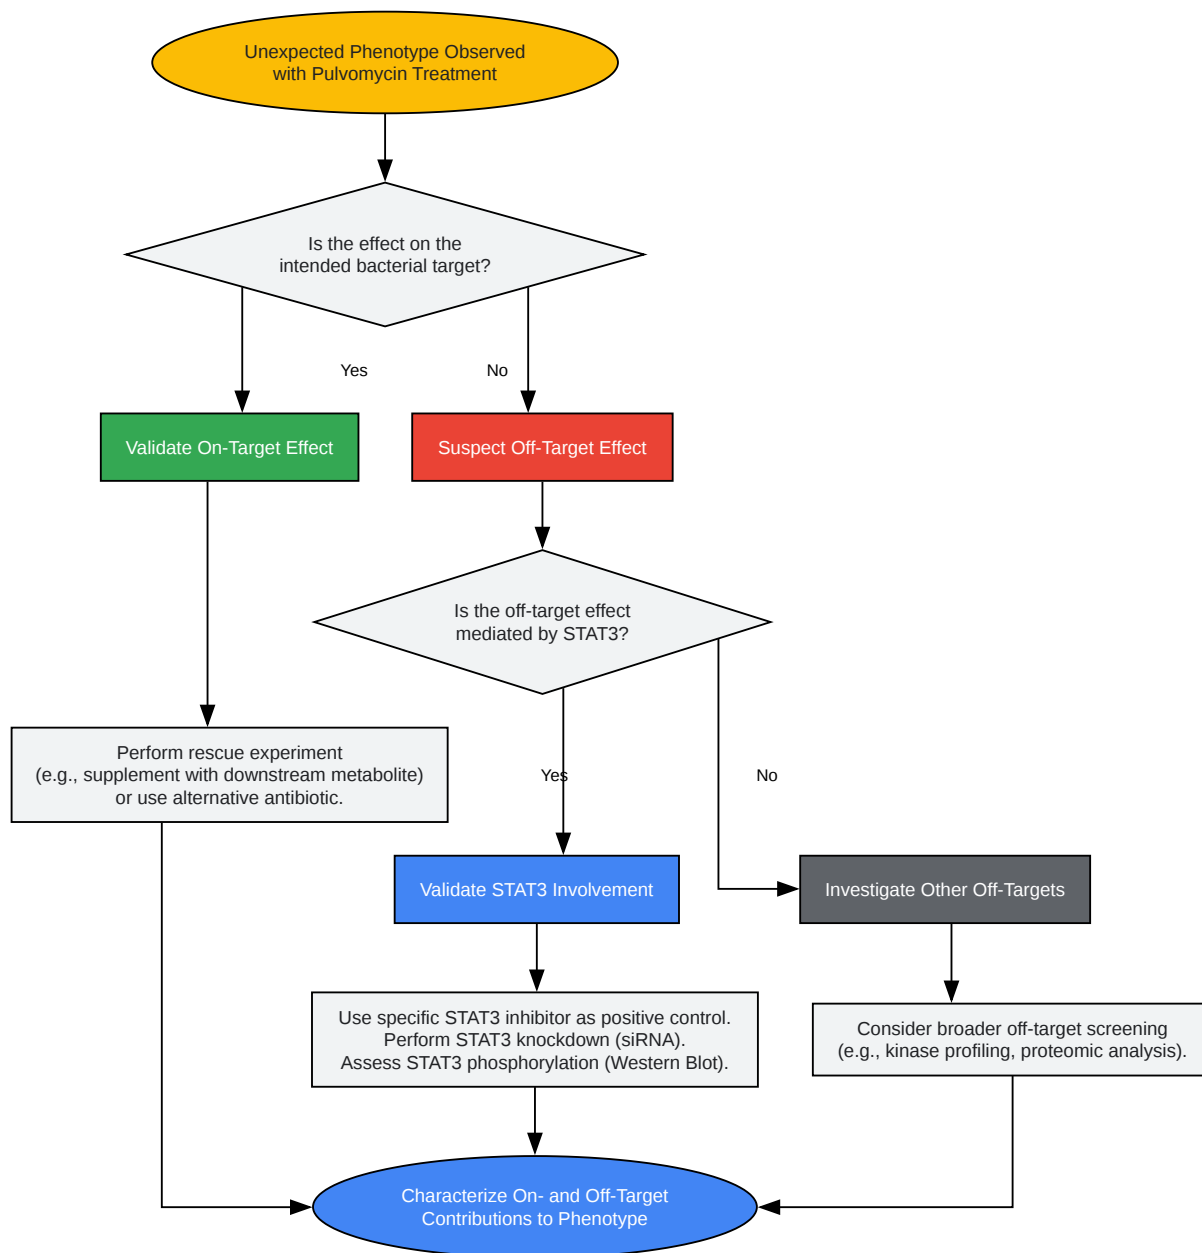 Unexpected Phenotype Observed
with Pulvomycin Treatment
Is the effect on the
intended bacterial target?
Yes
No
Validate On-Target Effect
Suspect Off-Target Effect
Is the off-target effect
mediated by STAT3?
Perform rescue experiment
(e.g., supplement with downstream metabolite)
or use alternative antibiotic.
Yes
No
Validate STAT3 Involvement
Investigate Other Off-Targets
Use specific STAT3 inhibitor as positive control.
Perform STAT3 knockdown (siRNA).
Assess STAT3 phosphorylation (Western Blot).
Consider broader off-target screening
(e.g., kinase profiling, proteomic analysis).
Characterize On- and Off-Target
Contributions to Phenotype